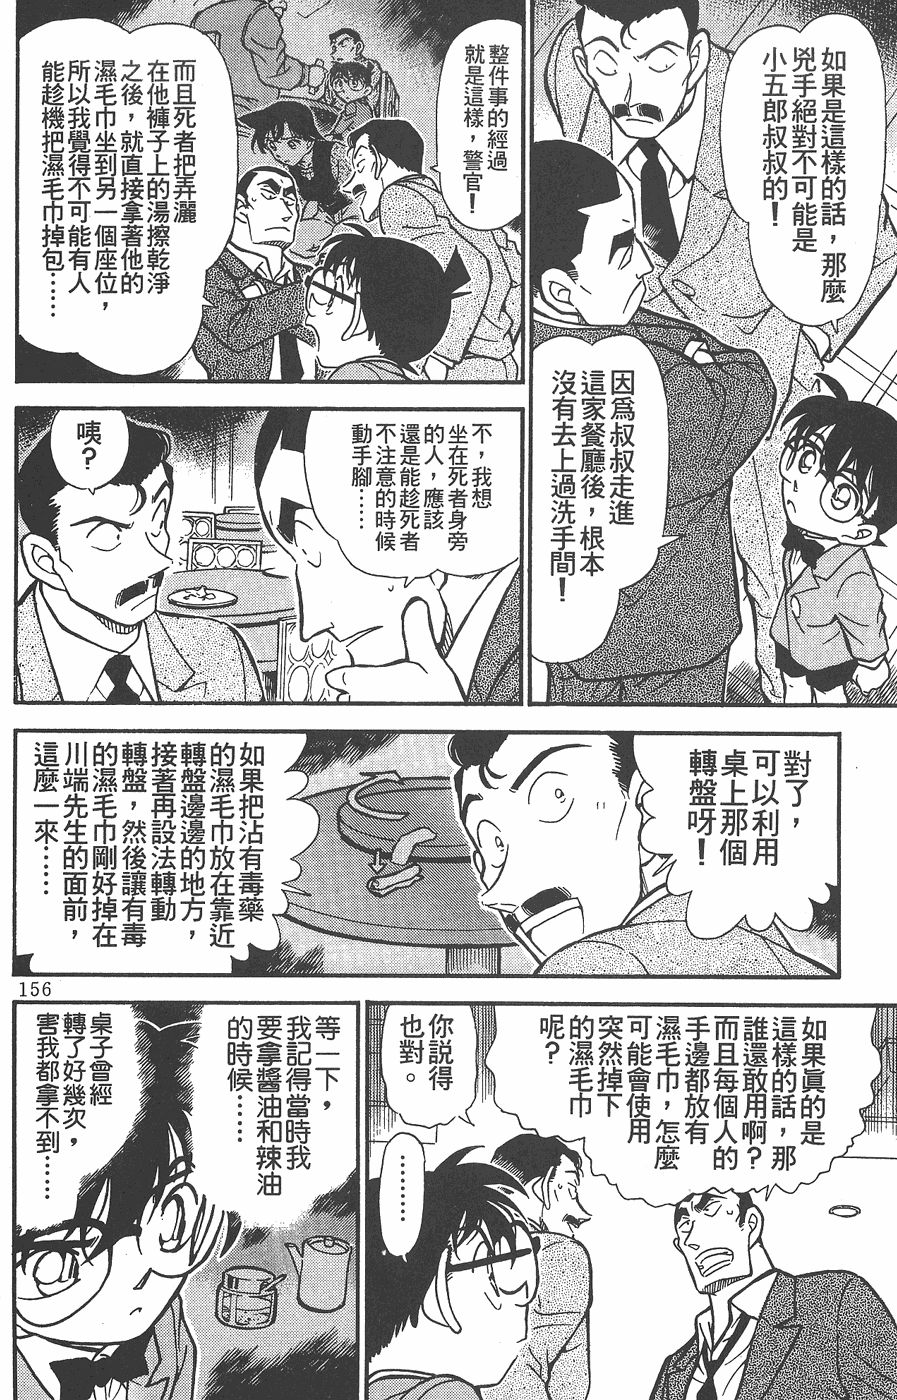 如果是這樣的話，那麼
兇手絕對不可能是
小五郎叔叔的！
因為叔叔走進
這家餐廳後，根本
沒有去上過洗手間！
整件事的經過
就是這樣，警官！
而且死者把弄灑
在他褲子上的湯擦乾淨
之後，就直接拿著他的
濕毛巾坐到另一個座位，
所以我覺得不可能有人
能趁機把濕毛巾掉包……
不，我想
坐在死者身旁
的人，應該
還是能趁死者
不注意的時候
動手腳……
咦？
對了，
可以利用
桌上那個
轉盤呀！
如果把沾有毒藥
的濕毛巾放在靠近
轉盤邊邊的地方，
接著再設法轉動
轉盤，然後讓有毒
的濕毛巾剛好掉在
川端先生的面前，
這麼一來……
如果真的是
這樣的話，那
誰還敢用啊？
而且每個人的
手邊都放有
濕毛巾，怎麼
可能會使用
突然掉下
的濕毛巾
呢？
你說得
也對。
……
等一下，
我記得當時我
要拿醬油和辣油
的時候……
桌子曾經
轉了好幾次，
害我都拿不到……
156